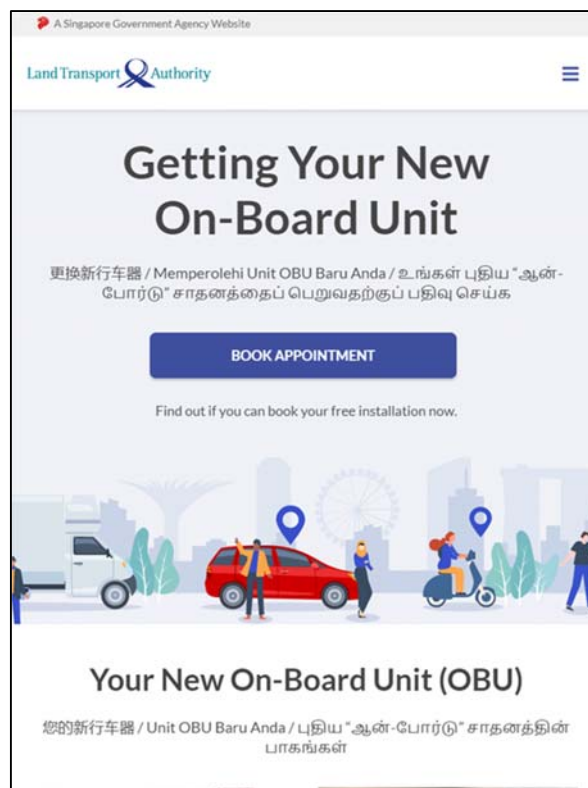 A Singapore Government Agency Website
Land Transport Authority
Getting Your New
On-Board Unit
更换新行车器 / Memperolehi Unit OBU Baru Anda / உங்கள் புதிய “ஆன்-
போர்டு” சாதனத்தைப் பெறுவதற்குப் பதிவு செய்க
BOOK APPOINTMENT
Find out if you can book your free installation now.
Your New On-Board Unit (OBU)
您的新行车器 / Unit OBU Baru Anda / புதிய “ஆன்-போர்டு” சாதனத்தின்
பாகங்கள்